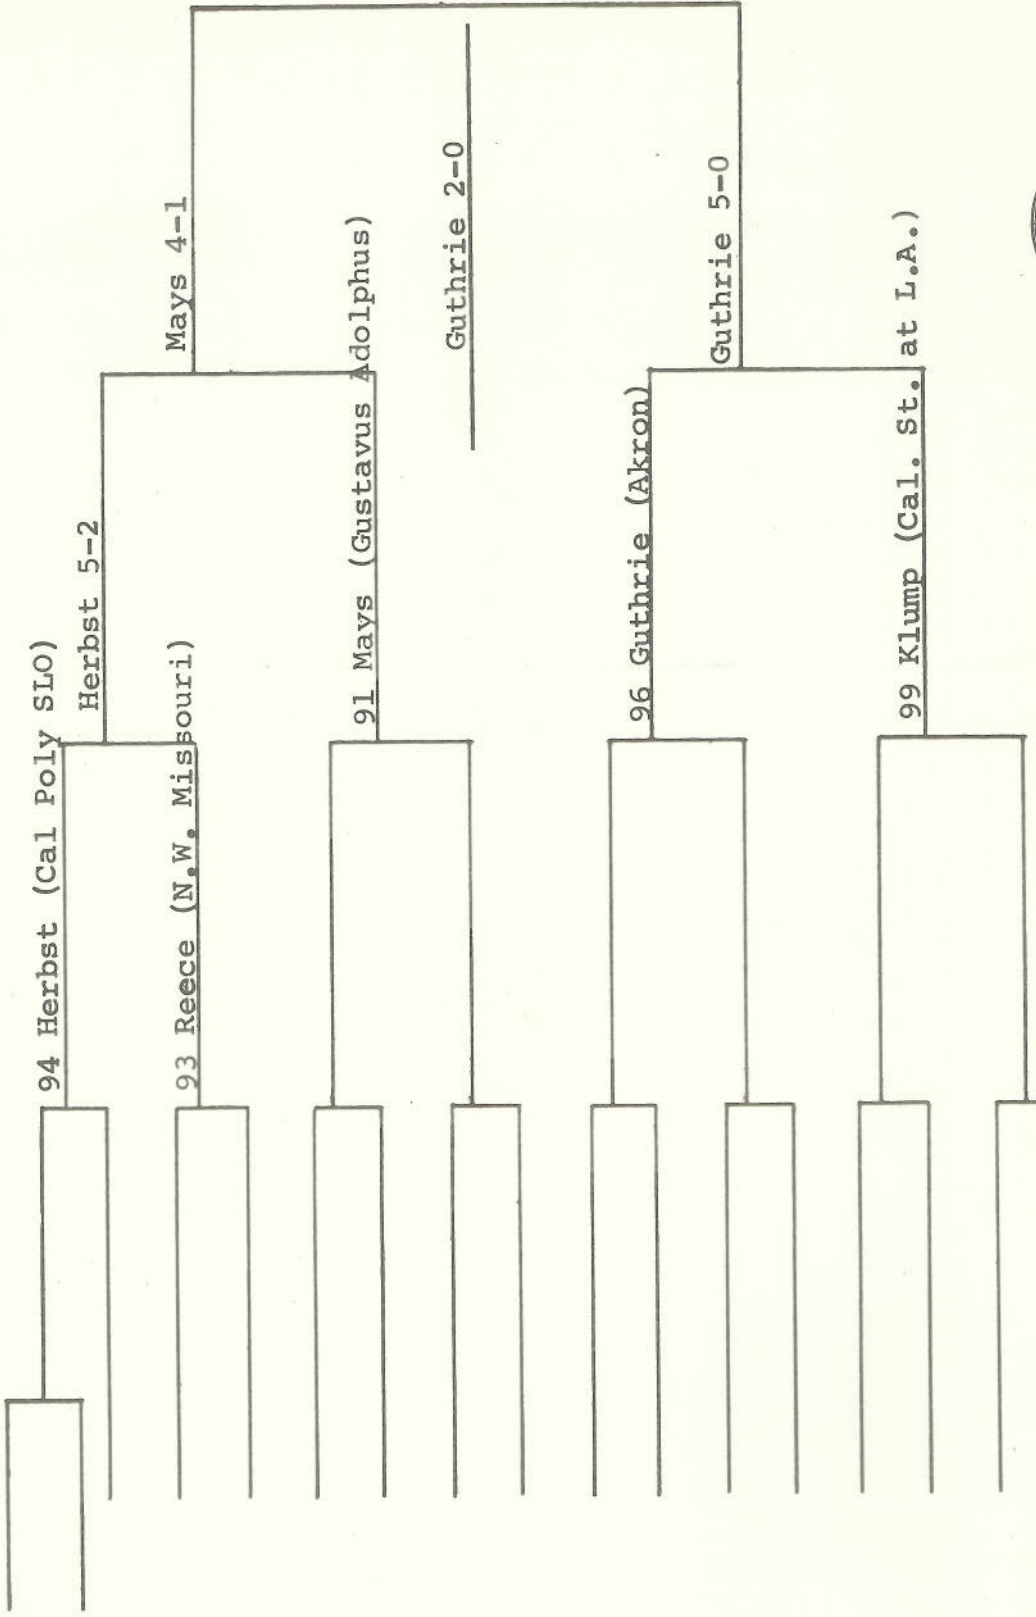 94 Herbst (Cal Poly SLO)
Herbst 5-2
93 Reece (N.W. Missouri)
Mays 4-1
91 Mays (Gustavus Adolphus)
Guthrie 2-0
96 Guthrie (Akron)
Guthrie 5-0
99 Klump (Cal. St. at L.A.)